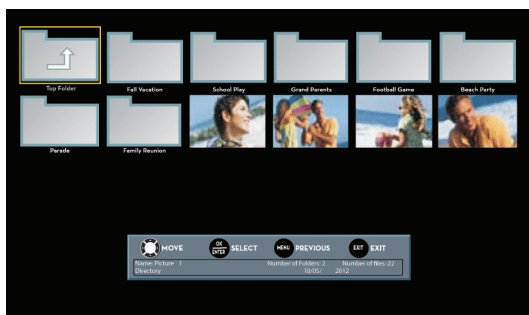 Top Folder Fall Vacation School Play Grand Parents Football Game Beach Party
Parade Family Reunion
MOVE OK ENTER SELECT MENU PREVIOUS EXIT EXIT
Name: Picture 1 Number of Folders: 2 Number of files :22
Directory 10/05/ 2012